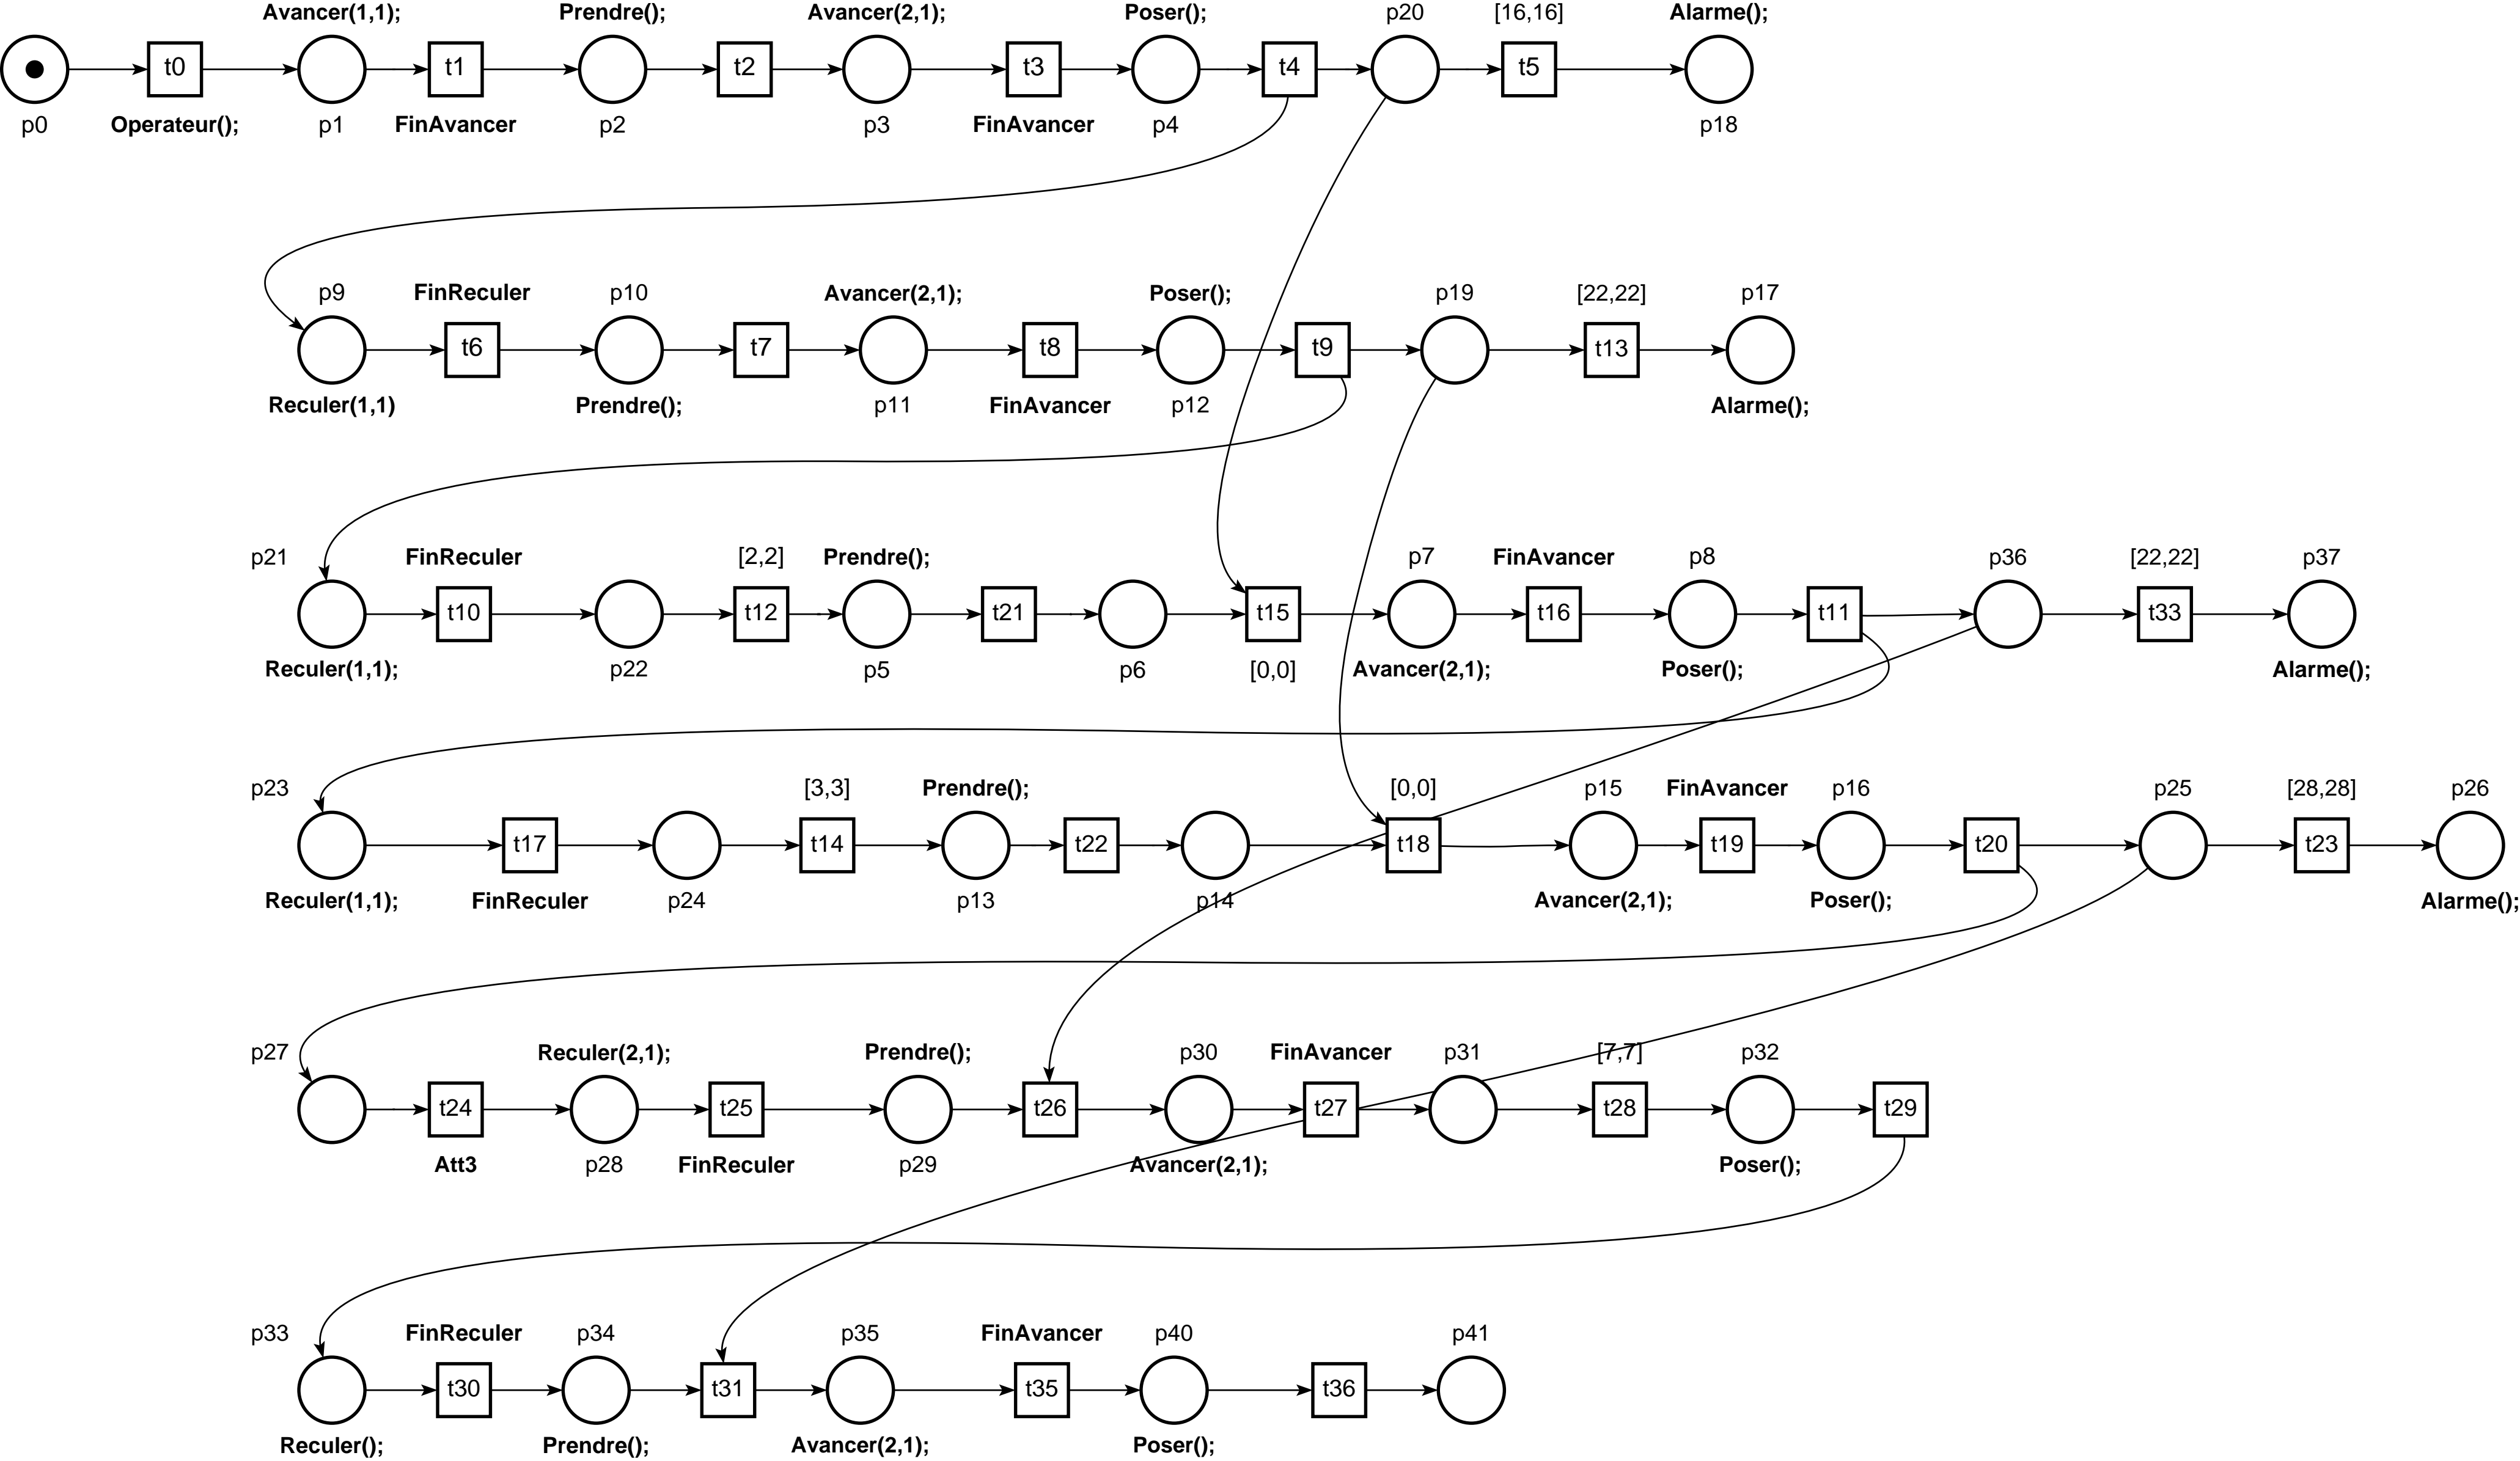 Avancer(1,1); Prendre(); Avancer(2,1); Poser(); p20 [16,16] Alarme();
t0 t1 t2 t3 t4 t5
p0 Operateur(); p1 FinAvancer p2 p3 FinAvancer p4 p18
p9 FinReculer p10 Avancer(2,1); Poser(); p19 [22,22] p17
t6 t7 t8 t9 t13
Reculer(1,1) Prendre(); p11 FinAvancer p12 Alarme();
p21 FinReculer [2,2] Prendre(); p7 FinAvancer p8 p36 [22,22] p37
t10 t12 t21 t15 t16 t11 t33
Reculer(1,1); p22 p5 p6 [0,0] Avancer(2,1); Poser(); Alarme();
p23 [3,3] Prendre(); [0,0] p15 FinAvancer p16 p25 [28,28] p26
t17 t14 t22 t18 t19 t20 t23
Reculer(1,1); FinReculer p24 p13 p14 Avancer(2,1); Poser(); Alarme();
p27 Reculer(2,1); Prendre(); p30 FinAvancer p31 [7,7] p32
t24 t25 t26 t27 t28 t29
Att3 p28 FinReculer p29 Avancer(2,1); Poser();
p33 FinReculer p34 p35 FinAvancer p40 p41
t30 t31 t35 t36
Reculer(); Prendre(); Avancer(2,1); Poser();